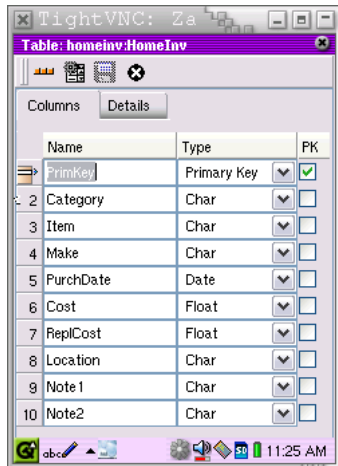 TightVNC: Za
Table: homeinv:HomeInv
Columns Details
Name Type PK
PrimKey Primary Key
2 Category Char
3 Item Char
4 Make Char
5 PurchDate Date
6 Cost Float
7 ReplCost Float
8 Location Char
9 Note1 Char
10 Note2 Char
abc SD 11:25 AM